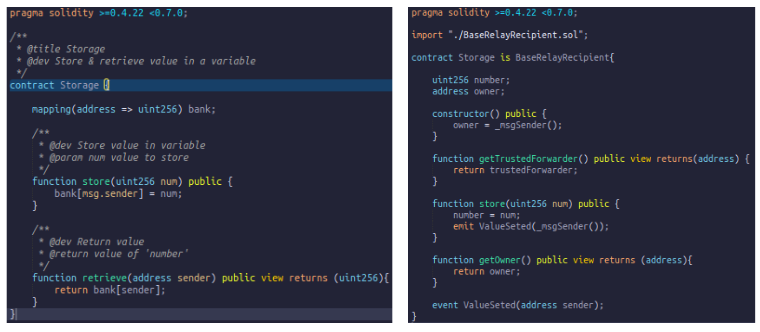 pragma solidity >=0.4.22 <0.7.0;
/**
* @title Storage
* @dev Store & retrieve value in a variable
*/
contract Storage {
mapping(address => uint256) bank;
/**
* @dev Store value in variable
* @param num value to store
*/
function store(uint256 num) public {
bank[msg.sender] = num;
}
/**
* @dev Return value
* @return value of 'number'
*/
function retrieve(address sender) public view returns (uint256){
return bank[sender];
}
}
pragma solidity >=0.4.22 <0.7.0;
import "./BaseRelayRecipient.sol";
contract Storage is BaseRelayRecipient{
uint256 number;
address owner;
constructor() public {
owner = _msgSender();
}
function getTrustedForwarder() public view returns(address) {
return trustedForwarder;
}
function store(uint256 num) public {
number = num;
emit ValueSeted(_msgSender());
}
function getOwner() public view returns (address){
return owner;
}
event ValueSeted(address sender);
}